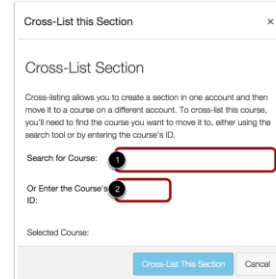 Cross-List this Section ×
Cross-List Section
Cross-listing allows you to create a section in one account and then
move it to a course on a different account. To cross-list this course,
you'll need to find the course you want to move it to, either using the
search tool or by entering the course's ID.
Search for Course: 1
Or Enter the Course's 2
ID:
Selected Course:
Cross-List This Section Cancel